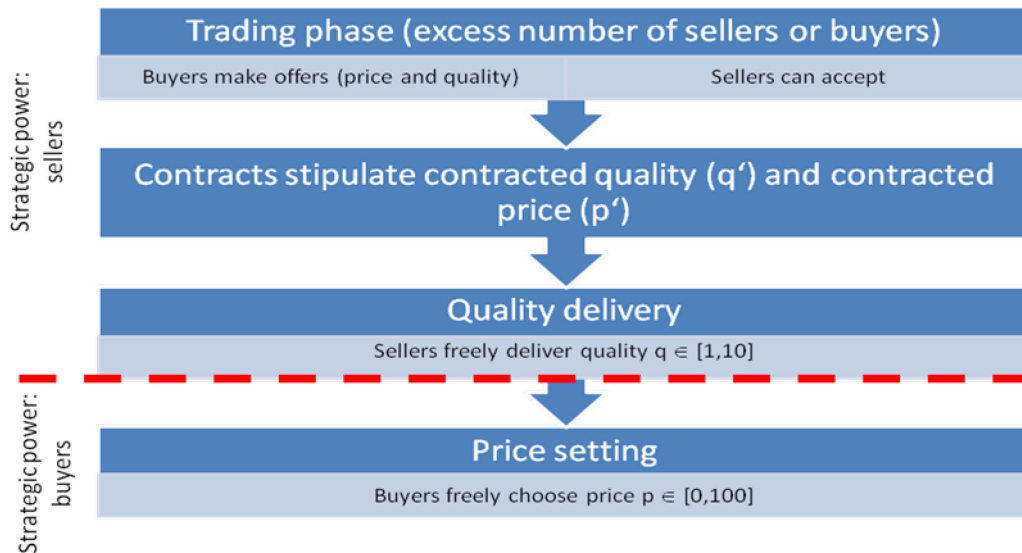 Trading phase (excess number of sellers or buyers)
Buyers make offers (price and quality)
Sellers can accept
Strategic power:
sellers
Contracts stipulate contracted quality (q‘) and contracted
price (p‘)
Quality delivery
Sellers freely deliver quality q ∈ [1,10]
Strategic power:
buyers
Price setting
Buyers freely choose price p ∈ [0,100]